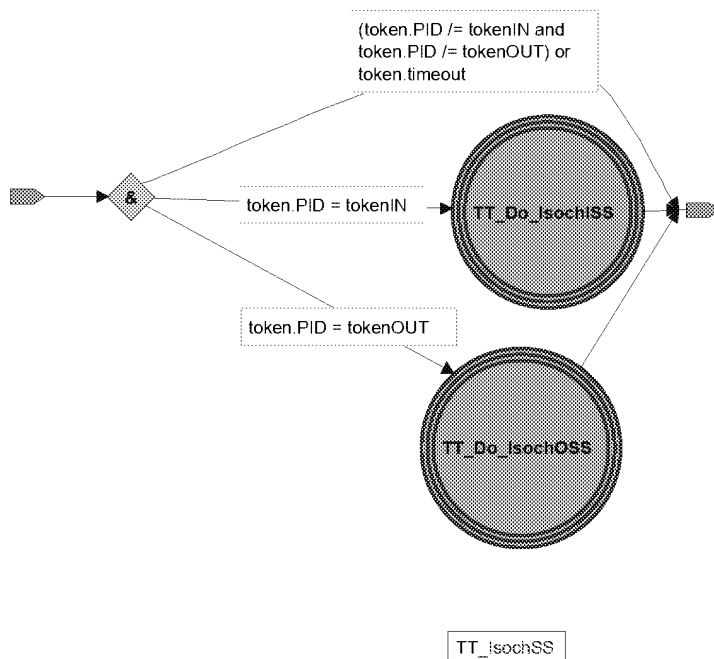 (token.PID /= tokenIN and
token.PID /= tokenOUT) or
token.timeout
&
token.PID = tokenIN
TT_Do_IsochISS
token.PID = tokenOUT
TT_Do_IsochOSS
TT_IsochSS